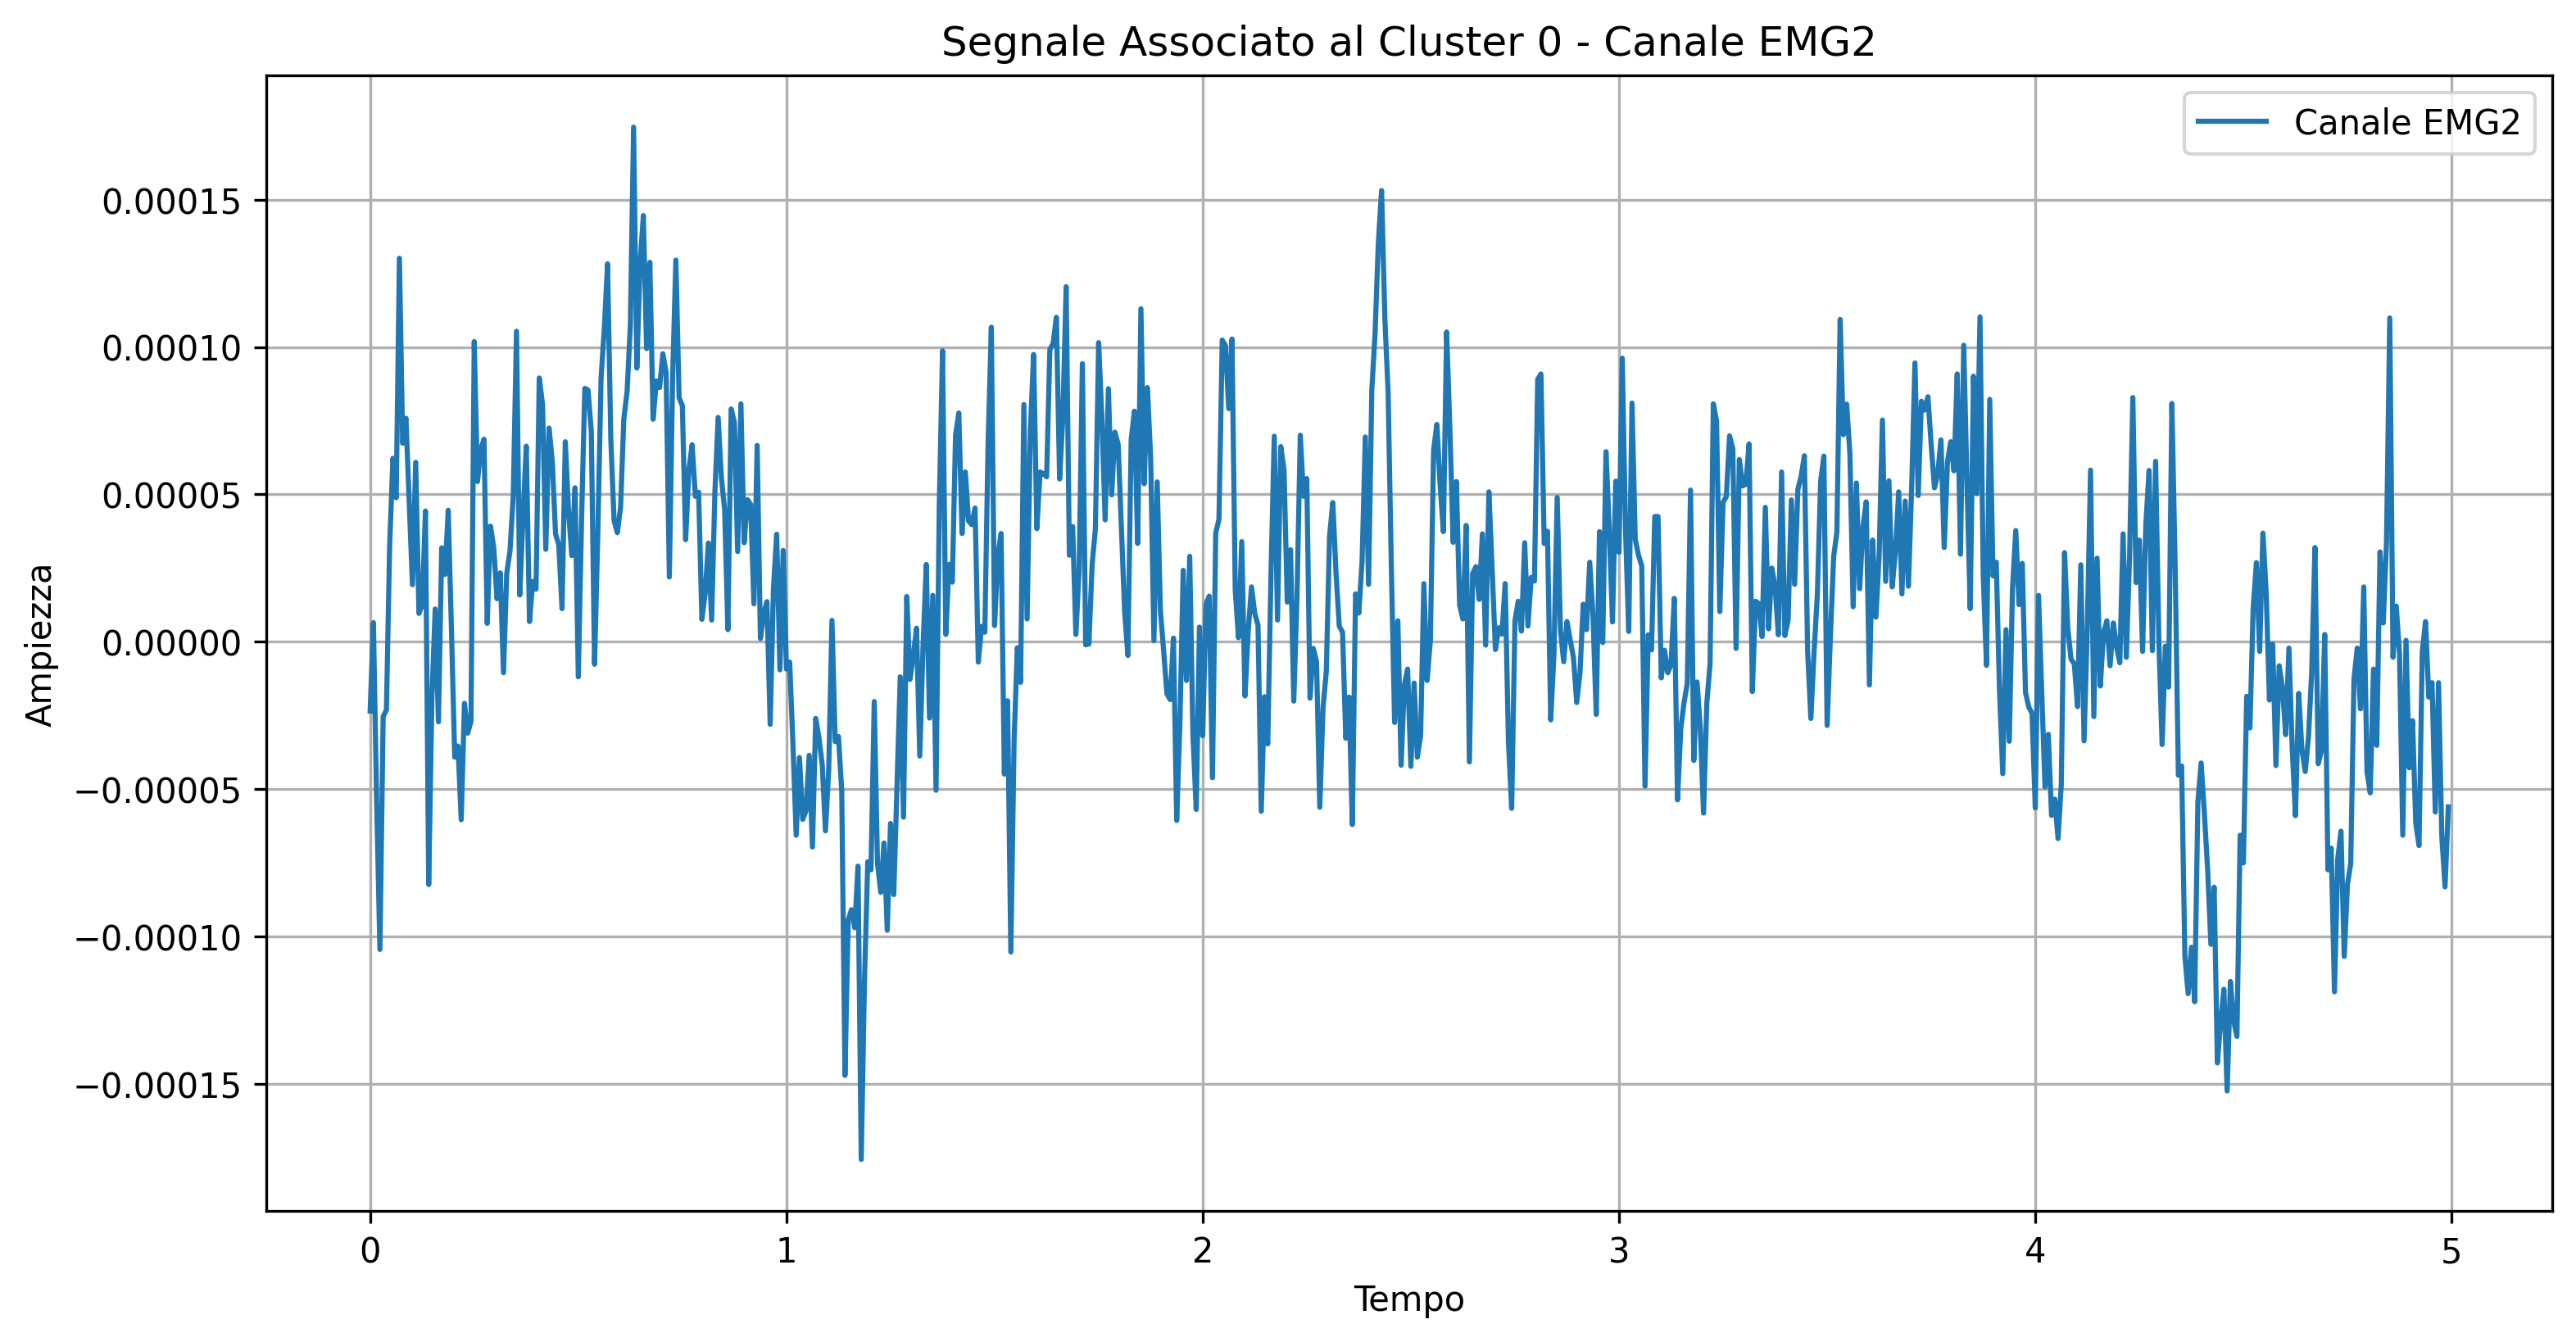 Segnale Associato al Cluster 0 - Canale EMG2
Canale EMG2
0.00015
0.00010
0.00005
0.00000
−0.00005
−0.00010
−0.00015
Ampiezza
0 1 2 3 4 5
Tempo